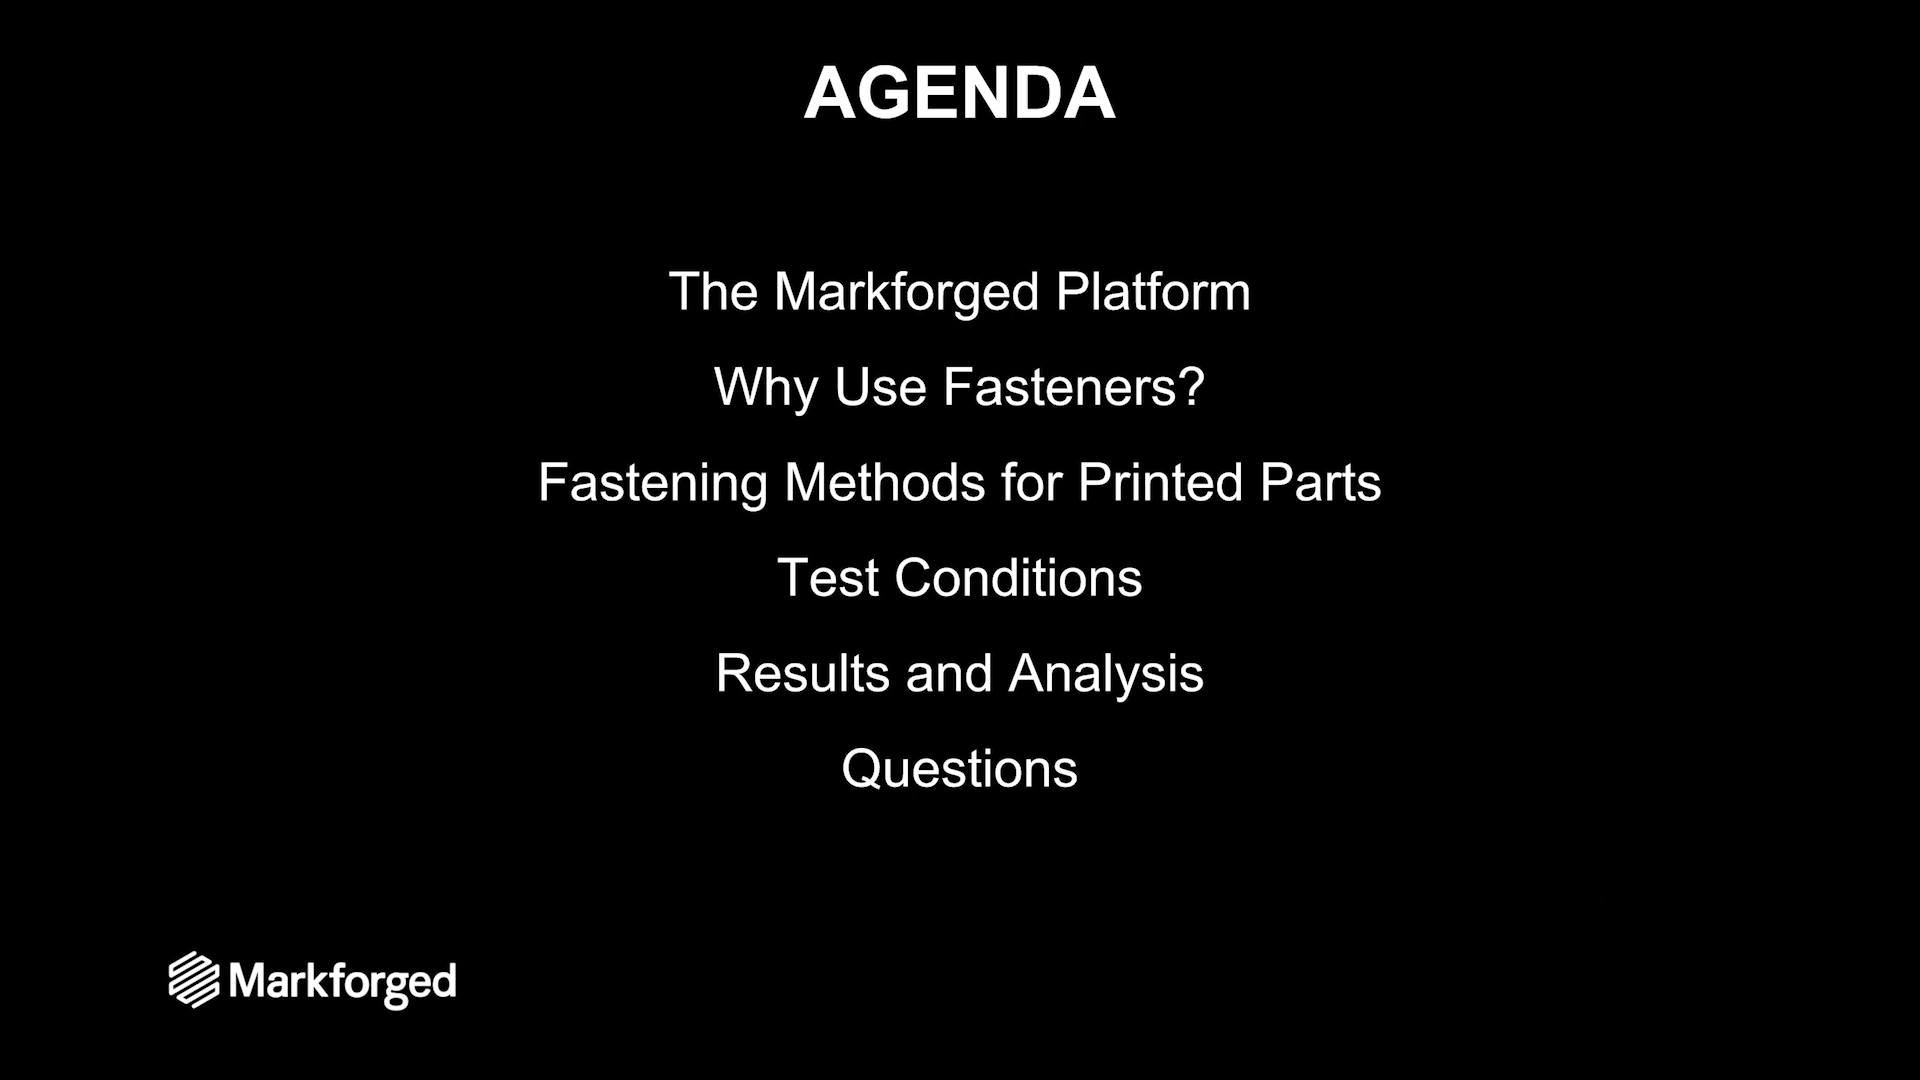 AGENDA
The Markforged Platform
Why Use Fasteners?
Fastening Methods for Printed Parts
Test Conditions
Results and Analysis
Questions
Markforged